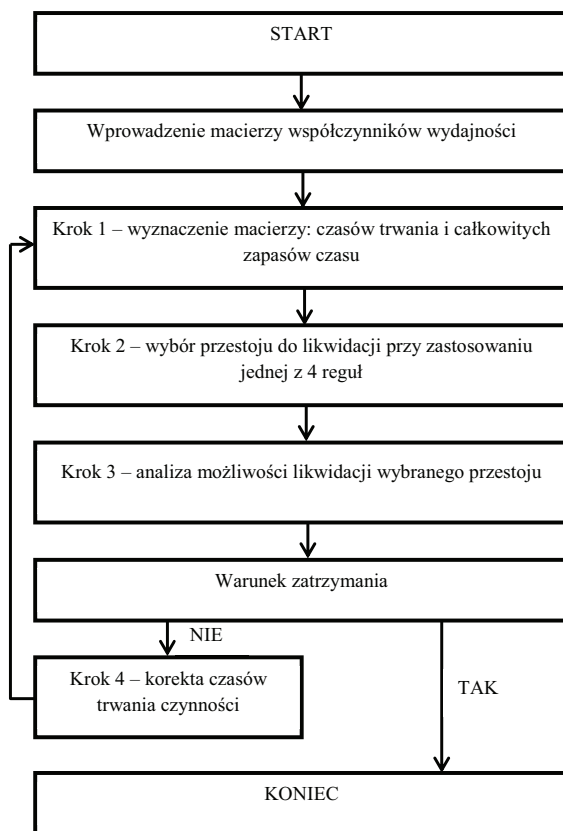 START
Wprowadzenie macierzy współczynników wydajności
Krok 1 – wyznaczenie macierzy: czasów trwania i całkowitych
zapasów czasu
Krok 2 – wybór przestoju do likwidacji przy zastosowaniu
jednej z 4 reguł
Krok 3 – analiza możliwości likwidacji wybranego przestoju
Warunek zatrzymania
NIE
Krok 4 – korekta czasów
trwania czynności
TAK
KONIEC